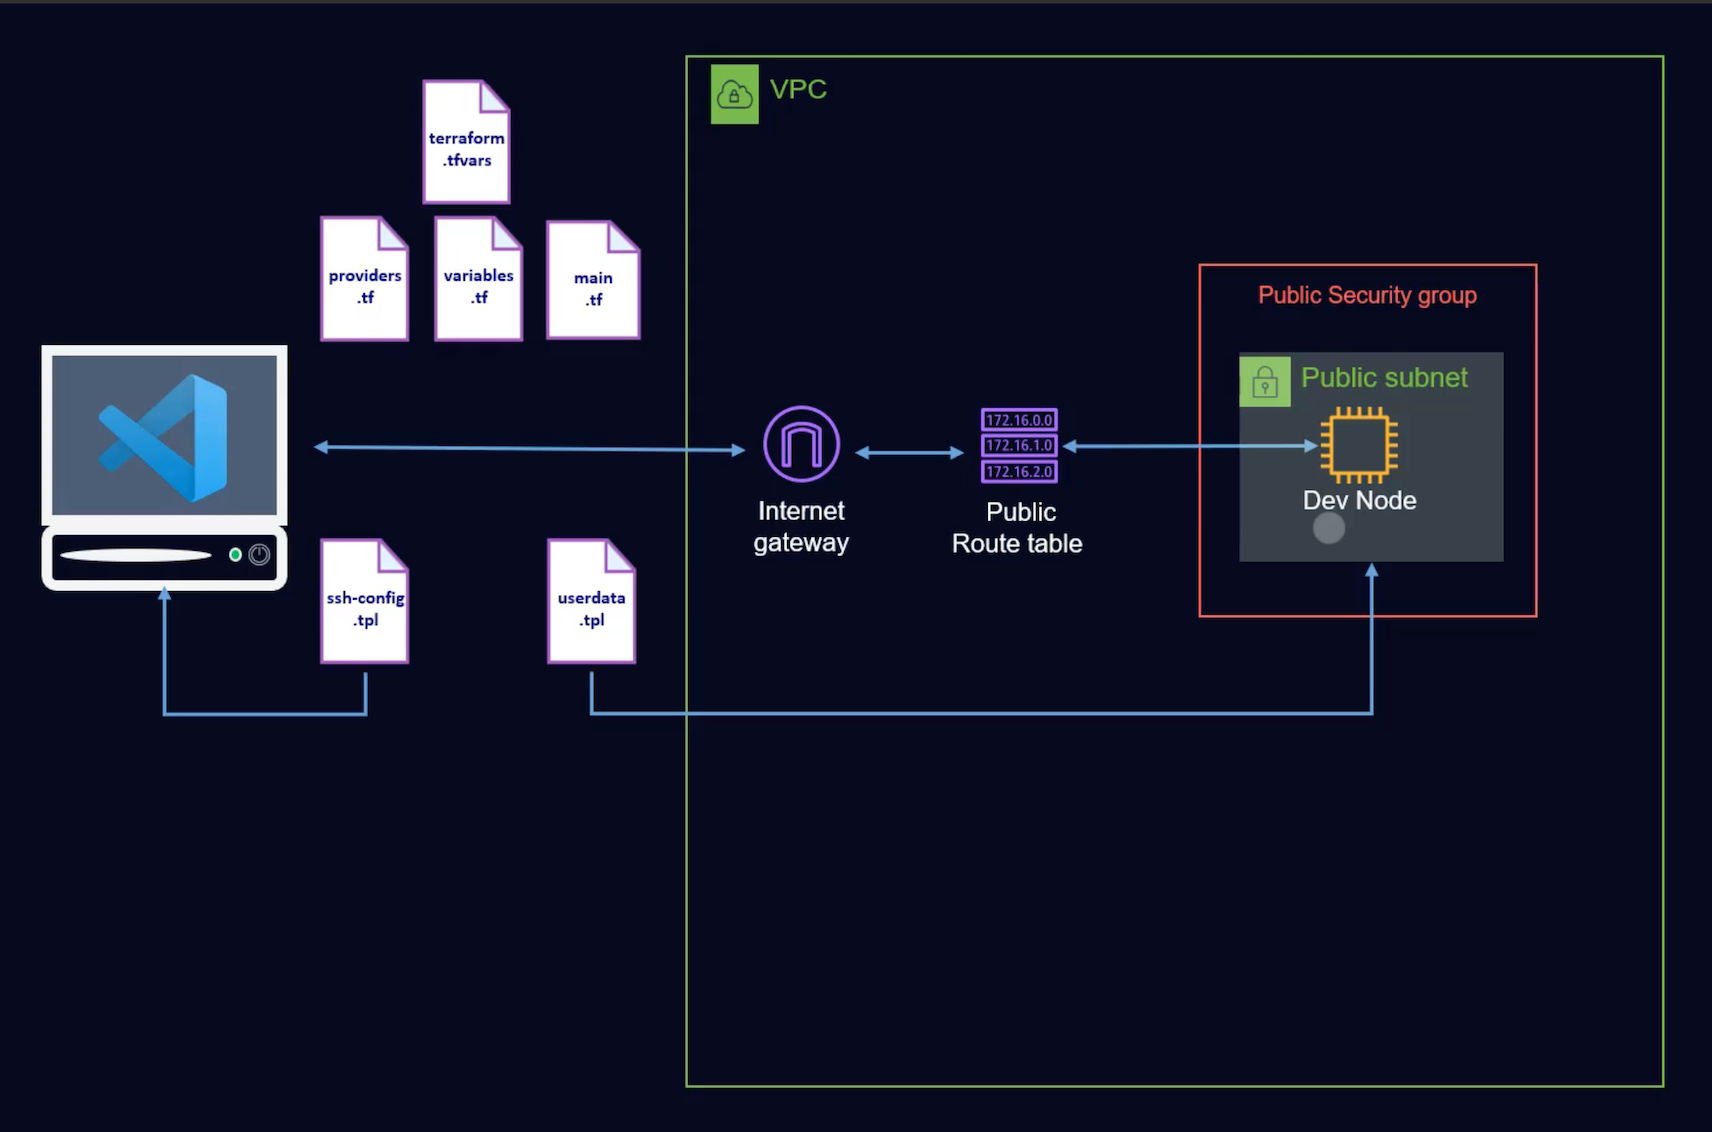 VPC
terraform
.tfvars
providers
.tf
variables
.tf
main
.tf
Public Security group
Public subnet
172.16.0.0
172.16.1.0
172.16.2.0
Dev Node
Internet
gateway
Public
Route table
ssh-config
.tpl
userdata
.tpl